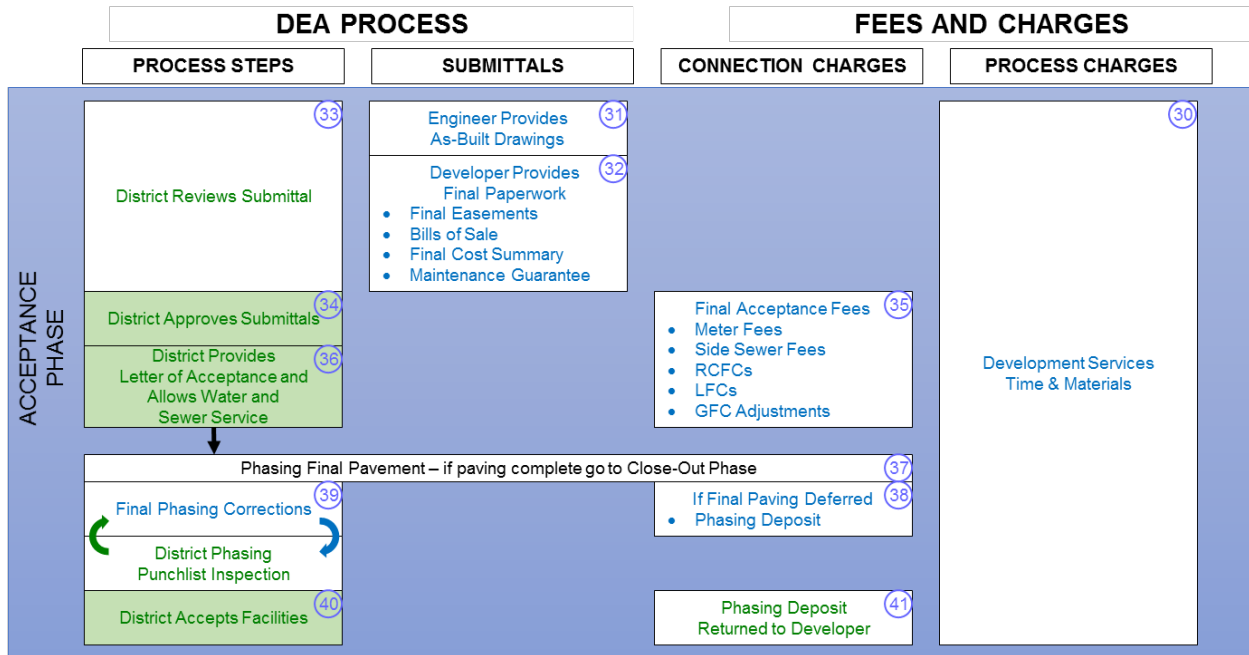 DEA PROCESS
FEES AND CHARGES
PROCESS STEPS
SUBMITTALS
CONNECTION CHARGES
PROCESS CHARGES
ACCEPTANCE
PHASE
33
District Reviews Submittal
31
Engineer Provides
As-Built Drawings
32
Developer Provides
Final Paperwork
• Final Easements
• Bills of Sale
• Final Cost Summary
• Maintenance Guarantee
30
Development Services
Time & Materials
34
District Approves Submittals
35
Final Acceptance Fees
• Meter Fees
• Side Sewer Fees
• RCFCs
• LFCs
• GFC Adjustments
36
District Provides
Letter of Acceptance and
Allows Water and
Sewer Service
Phasing Final Pavement – if paving complete go to Close-Out Phase
37
39
Final Phasing Corrections
38
If Final Paving Deferred
• Phasing Deposit
District Phasing
Punchlist Inspection
40
District Accepts Facilities
41
Phasing Deposit
Returned to Developer